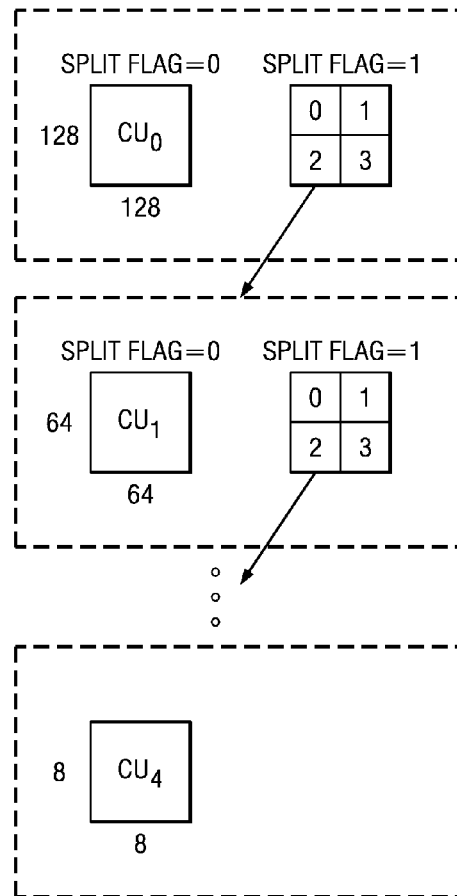 SPLIT FLAG=0 SPLIT FLAG=1
128 CU₀ 0 1
2 3
128
SPLIT FLAG=0 SPLIT FLAG=1
64 CU₁ 0 1
2 3
64
8 CU₄
8